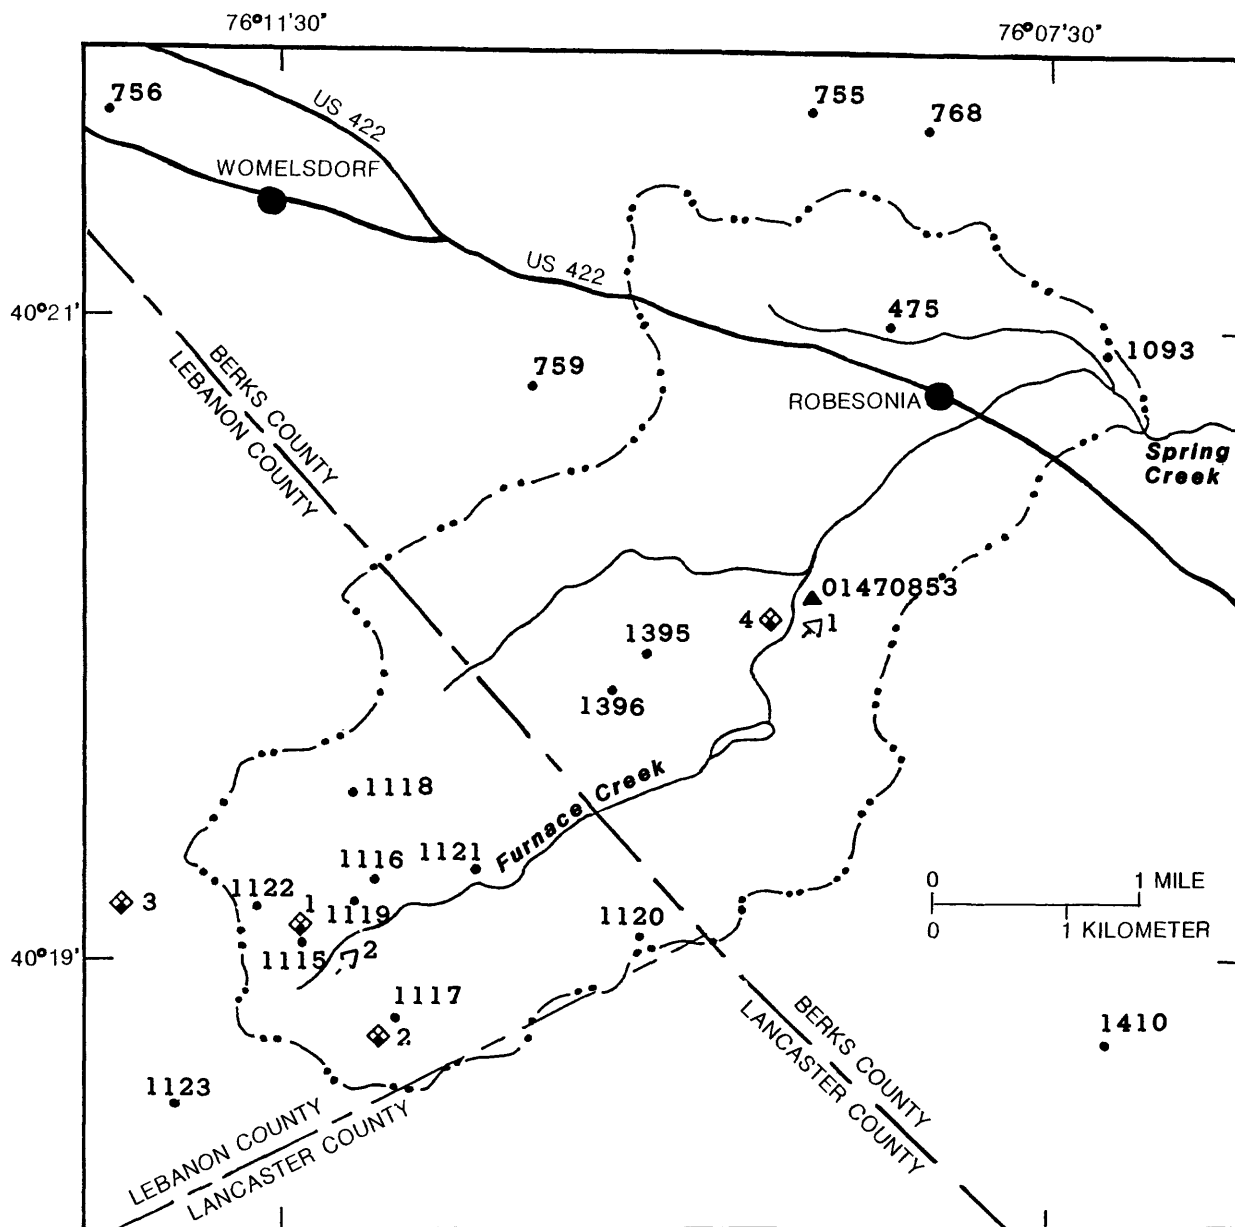 76°11'30"
76°07'30"
756
US 422
755
768
WOMELSDORF
US 422
40°21'
475
1093
BERKS COUNTY
LEBANON COUNTY
759
ROBESONIA
Spring
Creek
01470853
4
1
1395
1396
Furnace Creek
1118
1121
1116
1122
1
3
1119
1120
0 1 MILE
0 1 KILOMETER
40°19'
1115
2
1117
2
1410
BERKS COUNTY
LANCASTER COUNTY
1123
LEBANON COUNTY
LANCASTER COUNTY